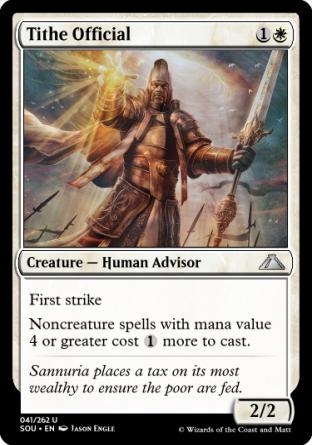 Tithe Official 1
Creature — Human Advisor
First strike
Noncreature spells with mana value
4 or greater cost 1 more to cast.
Sannuria places a tax on its most
wealthy to ensure the poor are fed.
2/2
041/262 U
SOU • EN Jason Engle
© Wizards of the Coast and Matt